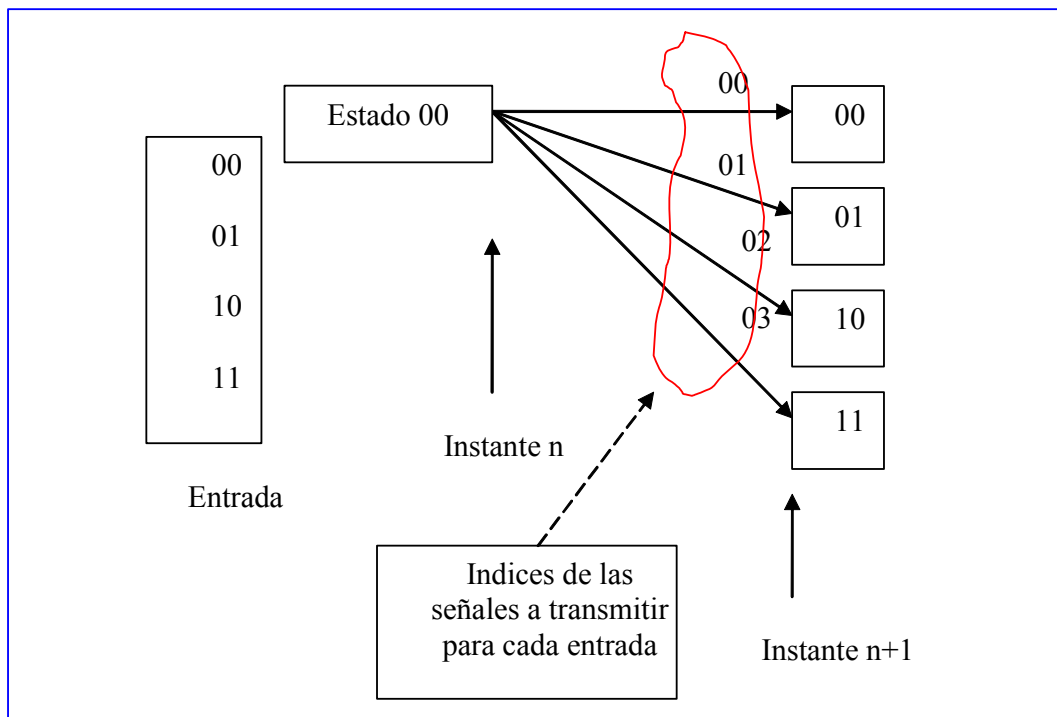 00
Estado 00
00
00
01
01
01
02
10
03
10
11
11
Instante n
Entrada
Indices de las
señales a transmitir
para cada entrada
Instante n+1